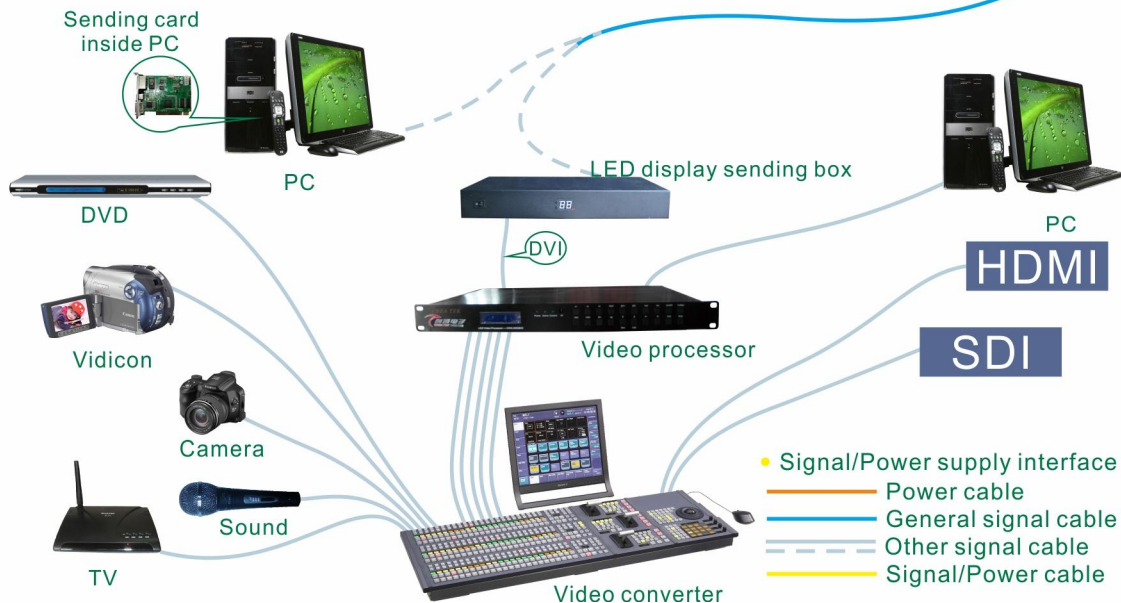 Sending card
inside PC
PC
LED display sending box
88
DVD
DVI
PC
HDMI
Vidicon
Video processor
SDI
Camera
Signal/Power supply interface
Power cable
General signal cable
Other signal cable
Signal/Power cable
Sound
TV
Video converter